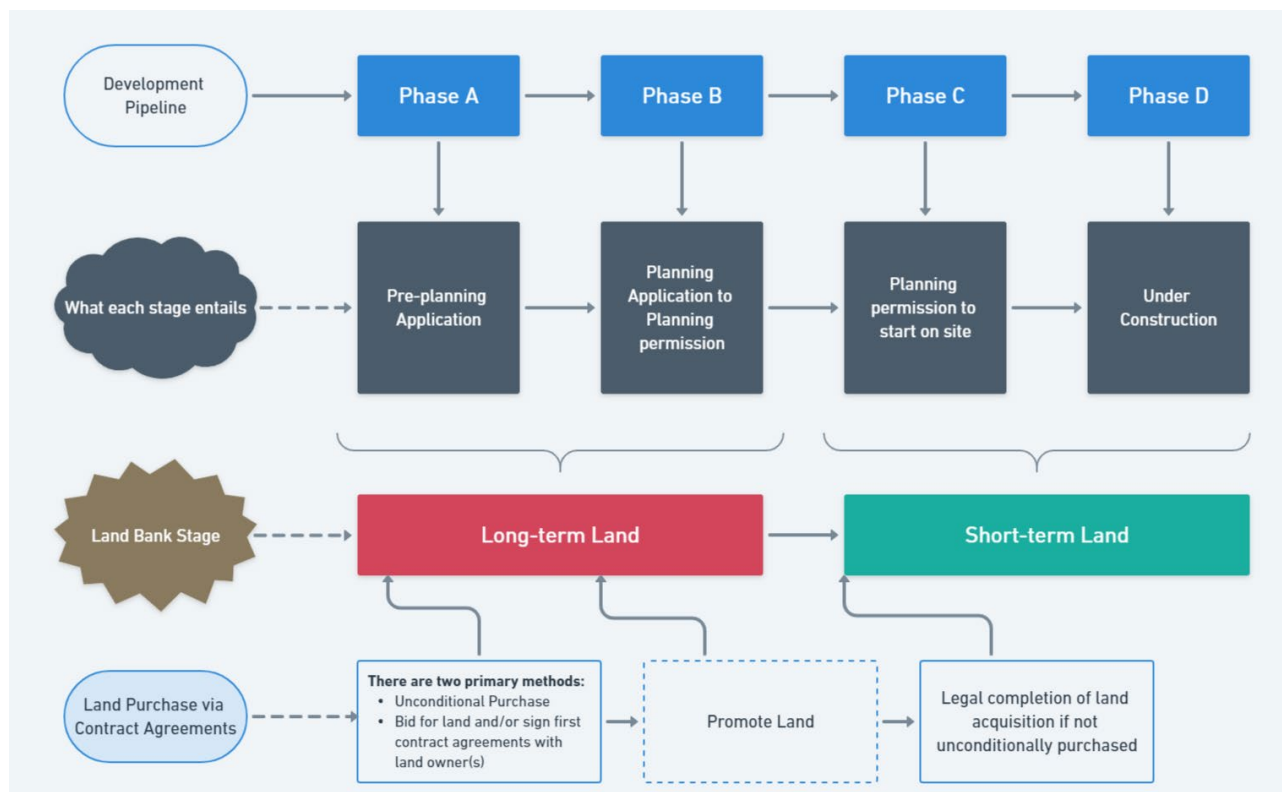 Development
Pipeline
Phase A
Phase B
Phase C
Phase D
What each stage entails
Pre-planning
Application
Planning
Application to
Planning
permission
Planning
permission to
start on site
Under
Construction
Land Bank Stage
Long-term Land
Short-term Land
Land Purchase via
Contract Agreements
There are two primary methods:
• Unconditional Purchase
• Bid for land and/or sign first
contract agreements with
land owner(s)
Promote Land
Legal completion of land
acquisition if not
unconditionally purchased